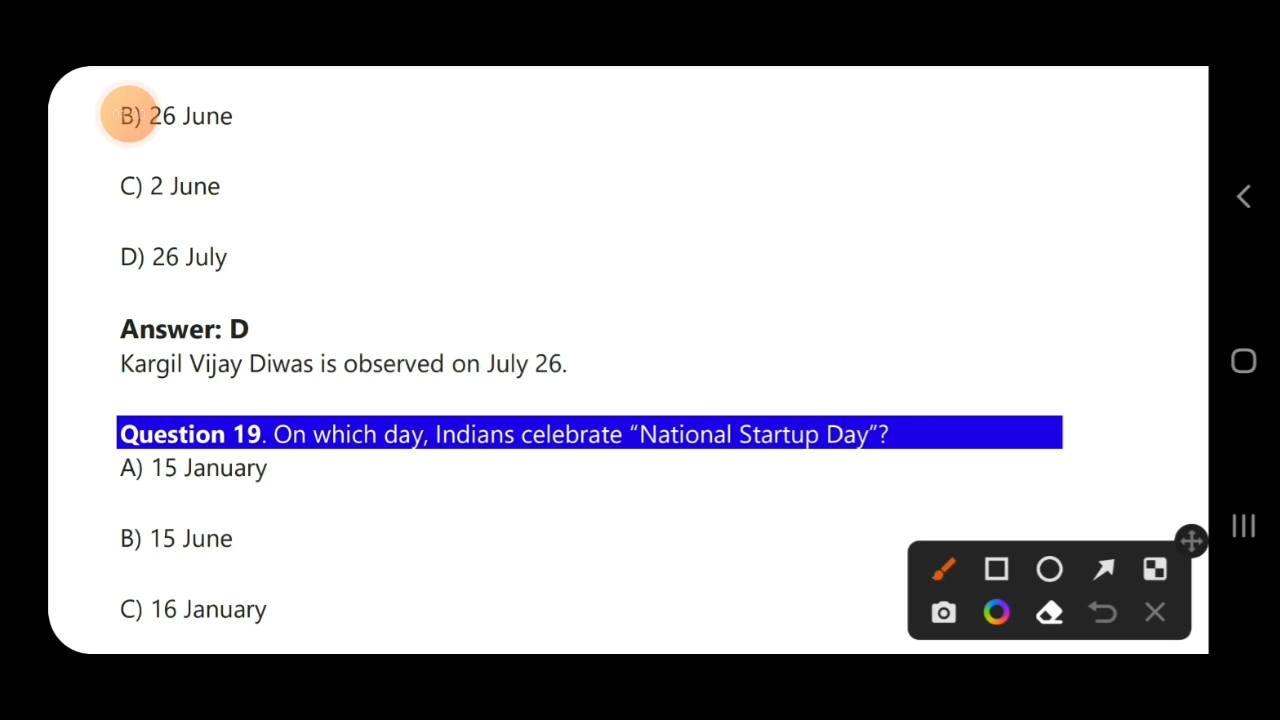 B) 26 June
C) 2 June
D) 26 July
Answer: D
Kargil Vijay Diwas is observed on July 26.
Question 19. On which day, Indians celebrate “National Startup Day”?
A) 15 January
B) 15 June
C) 16 January